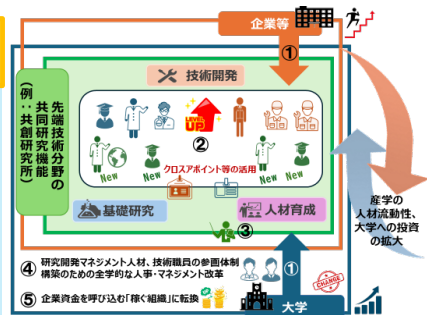 企業等
①
技術開発
先端技術分野の
共同研究機能
(例:共創研究所)
LEVEL
UP
②
New
New
クロスアポイント等の活用
New
New
基礎研究
人材育成
③
産学の
人材流動性、
大学への投資
の拡大
④ 研究開発マネジメント人材、技術職員の参画体制
構築のための全学的な人事・マネジメント改革
①
CHANGE
⑤ 企業資金を呼び込む「稼ぐ組織」に転換
大学